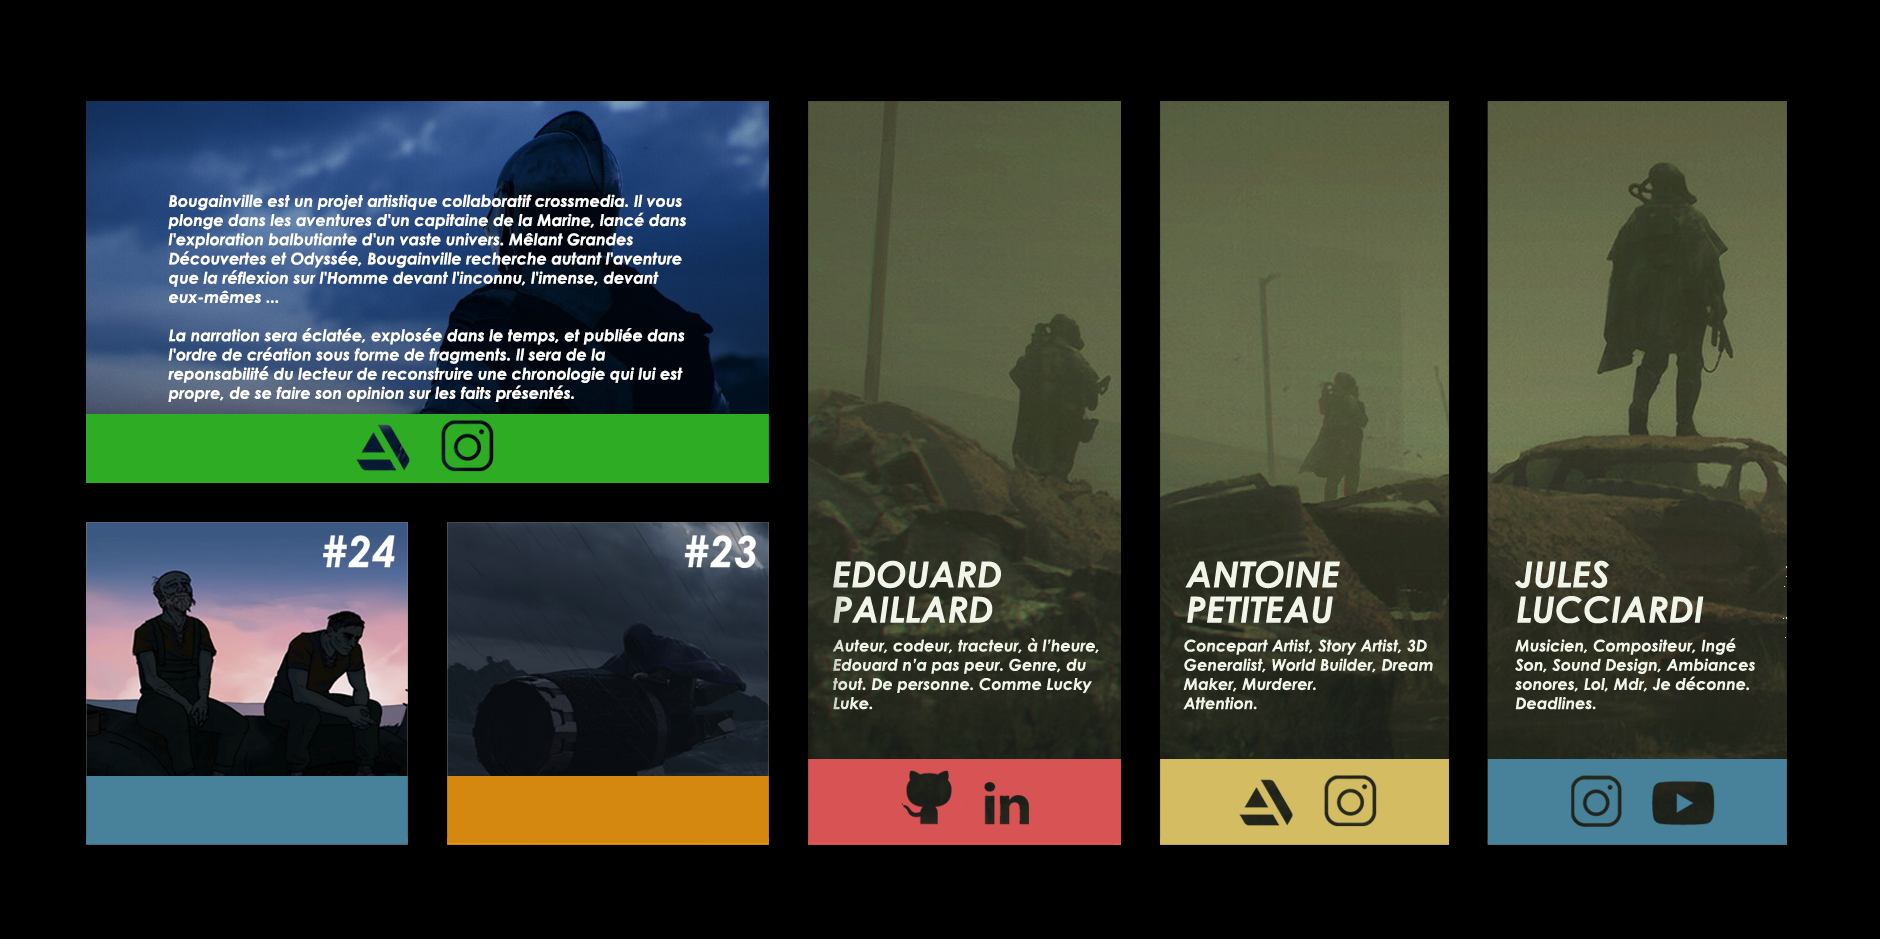 Bougainville est un projet artistique collaboratif crossmedia. Il vous
plonge dans les aventures d'un capitaine de la Marine, lancé dans
l'exploration balbutiante d'un vaste univers. Mêlant Grandes
Découvertes et Odyssée, Bougainville recherche autant l'aventure
que la réflexion sur l'Homme devant l'inconnu, l'imense, devant
eux-mêmes ...
La narration sera éclatée, explosée dans le temps, et publiée dans
l'ordre de création sous forme de fragments. Il sera de la
reponsabilité du lecteur de reconstruire une chronologie qui lui est
propre, de se faire son opinion sur les faits présentés.
#24
#23
EDOUARD
PAILLARD
Auteur, codeur, tracteur, à l'heure,
Edouard n'a pas peur. Genre, du
tout. De personne. Comme Lucky
Luke.
in
ANTOINE
PETITEAU
Concepart Artist, Story Artist, 3D
Generalist, World Builder, Dream
Maker, Murderer.
Attention.
JULES
LUCCIARDI
Musicien, Compositeur, Ingé
Son, Sound Design, Ambiances
sonores, Lol, Mdr, Je déconne.
Deadlines.